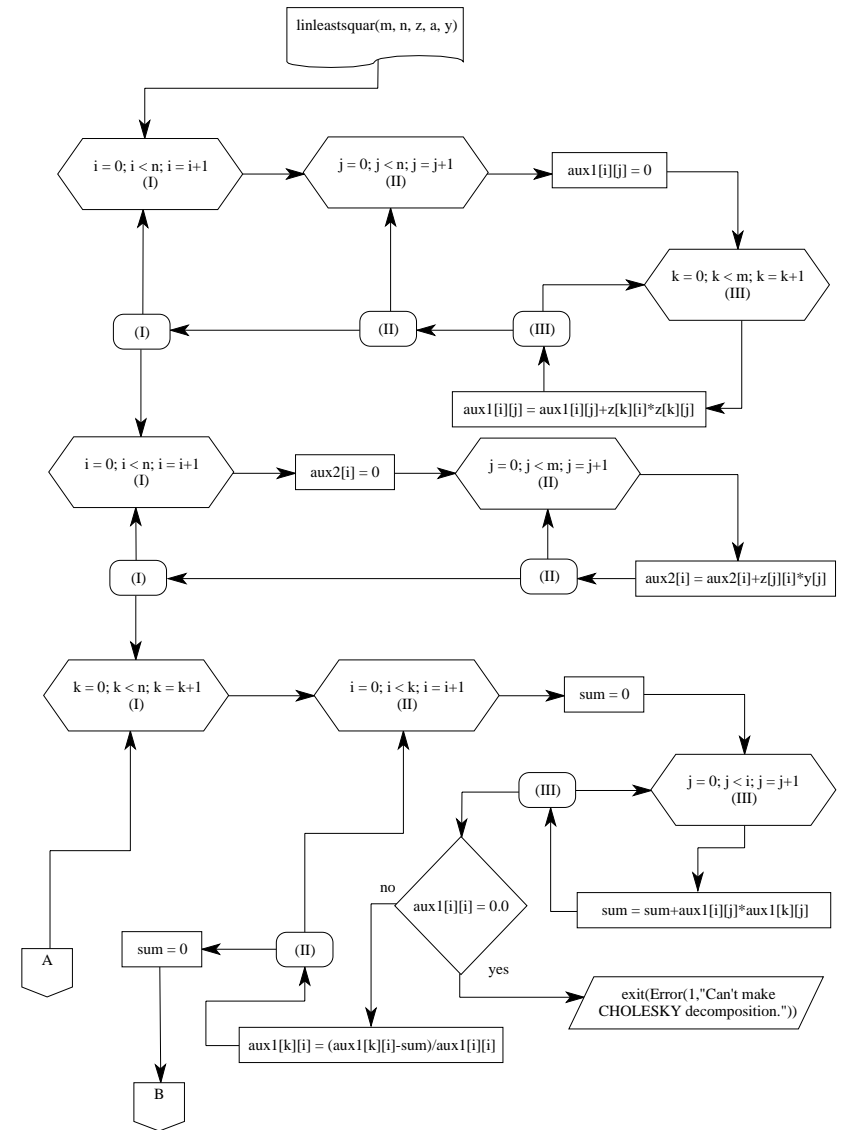 linleastsquar(m, n, z, a, y)
i = 0; i < n; i = i+1
(I)
j = 0; j < n; j = j+1
(II)
aux1[i][j] = 0
k = 0; k < m; k = k+1
(III)
(I)
(II)
(III)
aux1[i][j] = aux1[i][j]+z[k][i]*z[k][j]
i = 0; i < n; i = i+1
(I)
aux2[i] = 0
j = 0; j < m; j = j+1
(II)
(I)
(II)
aux2[i] = aux2[i]+z[j][i]*y[j]
k = 0; k < n; k = k+1
(I)
i = 0; i < k; i = i+1
(II)
sum = 0
j = 0; j < i; j = j+1
(III)
(III)
no
aux1[i][i] = 0.0
sum = sum+aux1[i][j]*aux1[k][j]
A
sum = 0
(II)
yes
exit(Error(1,"Can't make
CHOLESKY decomposition."))
aux1[k][i] = (aux1[k][i]-sum)/aux1[i][i]
B